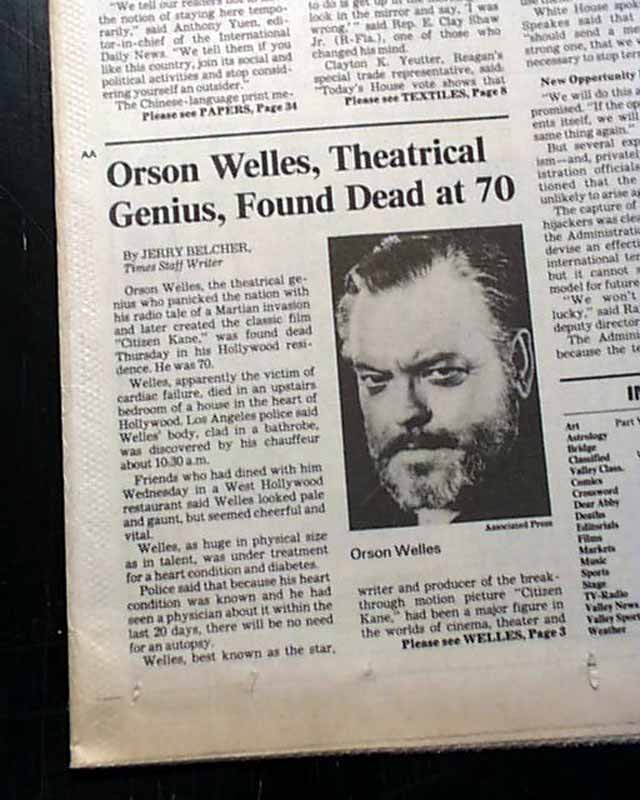 "We tell our readers
the notion of staying here tempo-
rarily," said Anthony Yuen, edi-
tor-in-chief of the International
Daily News. "We tell them if you
like this country, join its social and
political activities and stop consid-
ering yourself an outsider."
The Chinese-language print me-
Please see PAPERS, Page 34
to do is get up in the
look in the mirror and say, 'I was
wrong,'" said Rep. E. Clay Shaw
Jr. (R-Fla.), one of those who
changed his mind.
Clayton K. Yeutter, Reagan's
special trade representative, said:
"Today's House vote shows that
Please see TEXTILES, Page 8
White House
Speakes said that
"should send a
strong one, that we
necessary to stop
New Opportunity
"We will do this
promised. "If the
ents itself, we will
same thing again."
But several
ism—and,
istration officials
tioned that the
unlikely to arise
The capture of
hijackers was
the Administration
devise an
international
but it cannot
model for future
"We won't
lucky," said
deputy director
The
because the
AA
Orson Welles, Theatrical
Genius, Found Dead at 70
By JERRY BELCHER,
Times Staff Writer
Orson Welles, the theatrical ge-
nius who panicked the nation with
his radio tale of a Martian invasion
and later created the classic film
"Citizen Kane," was found dead
Thursday in his Hollywood resi-
dence. He was 70.
Welles, apparently the victim of
cardiac failure, died in an upstairs
bedroom of a house in the heart of
Hollywood. Los Angeles police said
Welles' body, clad in a bathrobe,
was discovered by his chauffeur
about 10:30 a.m.
Friends who had dined with him
Wednesday in a West Hollywood
restaurant said Welles looked pale
and gaunt, but seemed cheerful and
vital.
Welles, as huge in physical size
as in talent, was under treatment
for a heart condition and diabetes.
Police said that because his heart
condition was known and he had
seen a physician about it within the
last 20 days, there will be no need
for an autopsy.
Welles, best known as the star,
Associated Press
Orson Welles
writer and producer of the break-
through motion picture "Citizen
Kane," had been a major figure in
the worlds of cinema, theater and
Please see WELLES, Page 3
Art Part
Astrology
Bridge
Classified
Valley Class.
Comics
Crossword
Dear Abby
Deaths
Editorials
Films
Markets
Music
Sports
Stage
TV-Radio
Valley News
Valley Sports
Weather